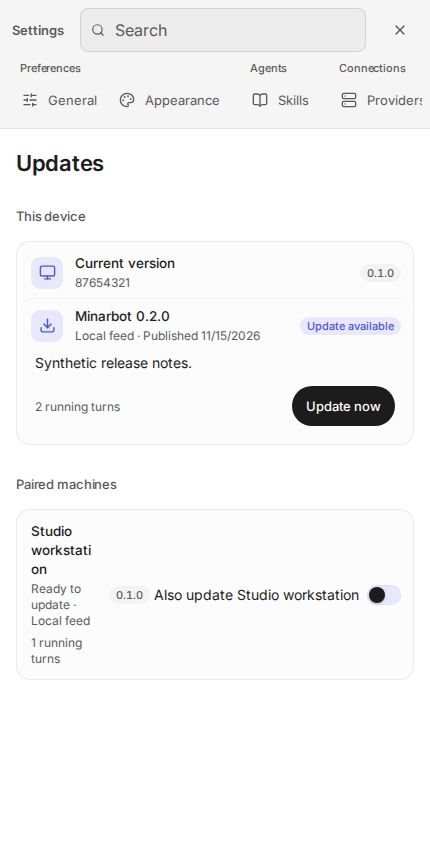 Settings
Search
Preferences
Agents
Connections
General
Appearance
Skills
Providers
Updates
This device
Current version
87654321
0.1.0
Minarbot 0.2.0
Local feed · Published 11/15/2026
Update available
Synthetic release notes.
2 running turns
Update now
Paired machines
Studio
workstati
on
Ready to
update ·
Local feed
1 running
turns
0.1.0
Also update Studio workstation